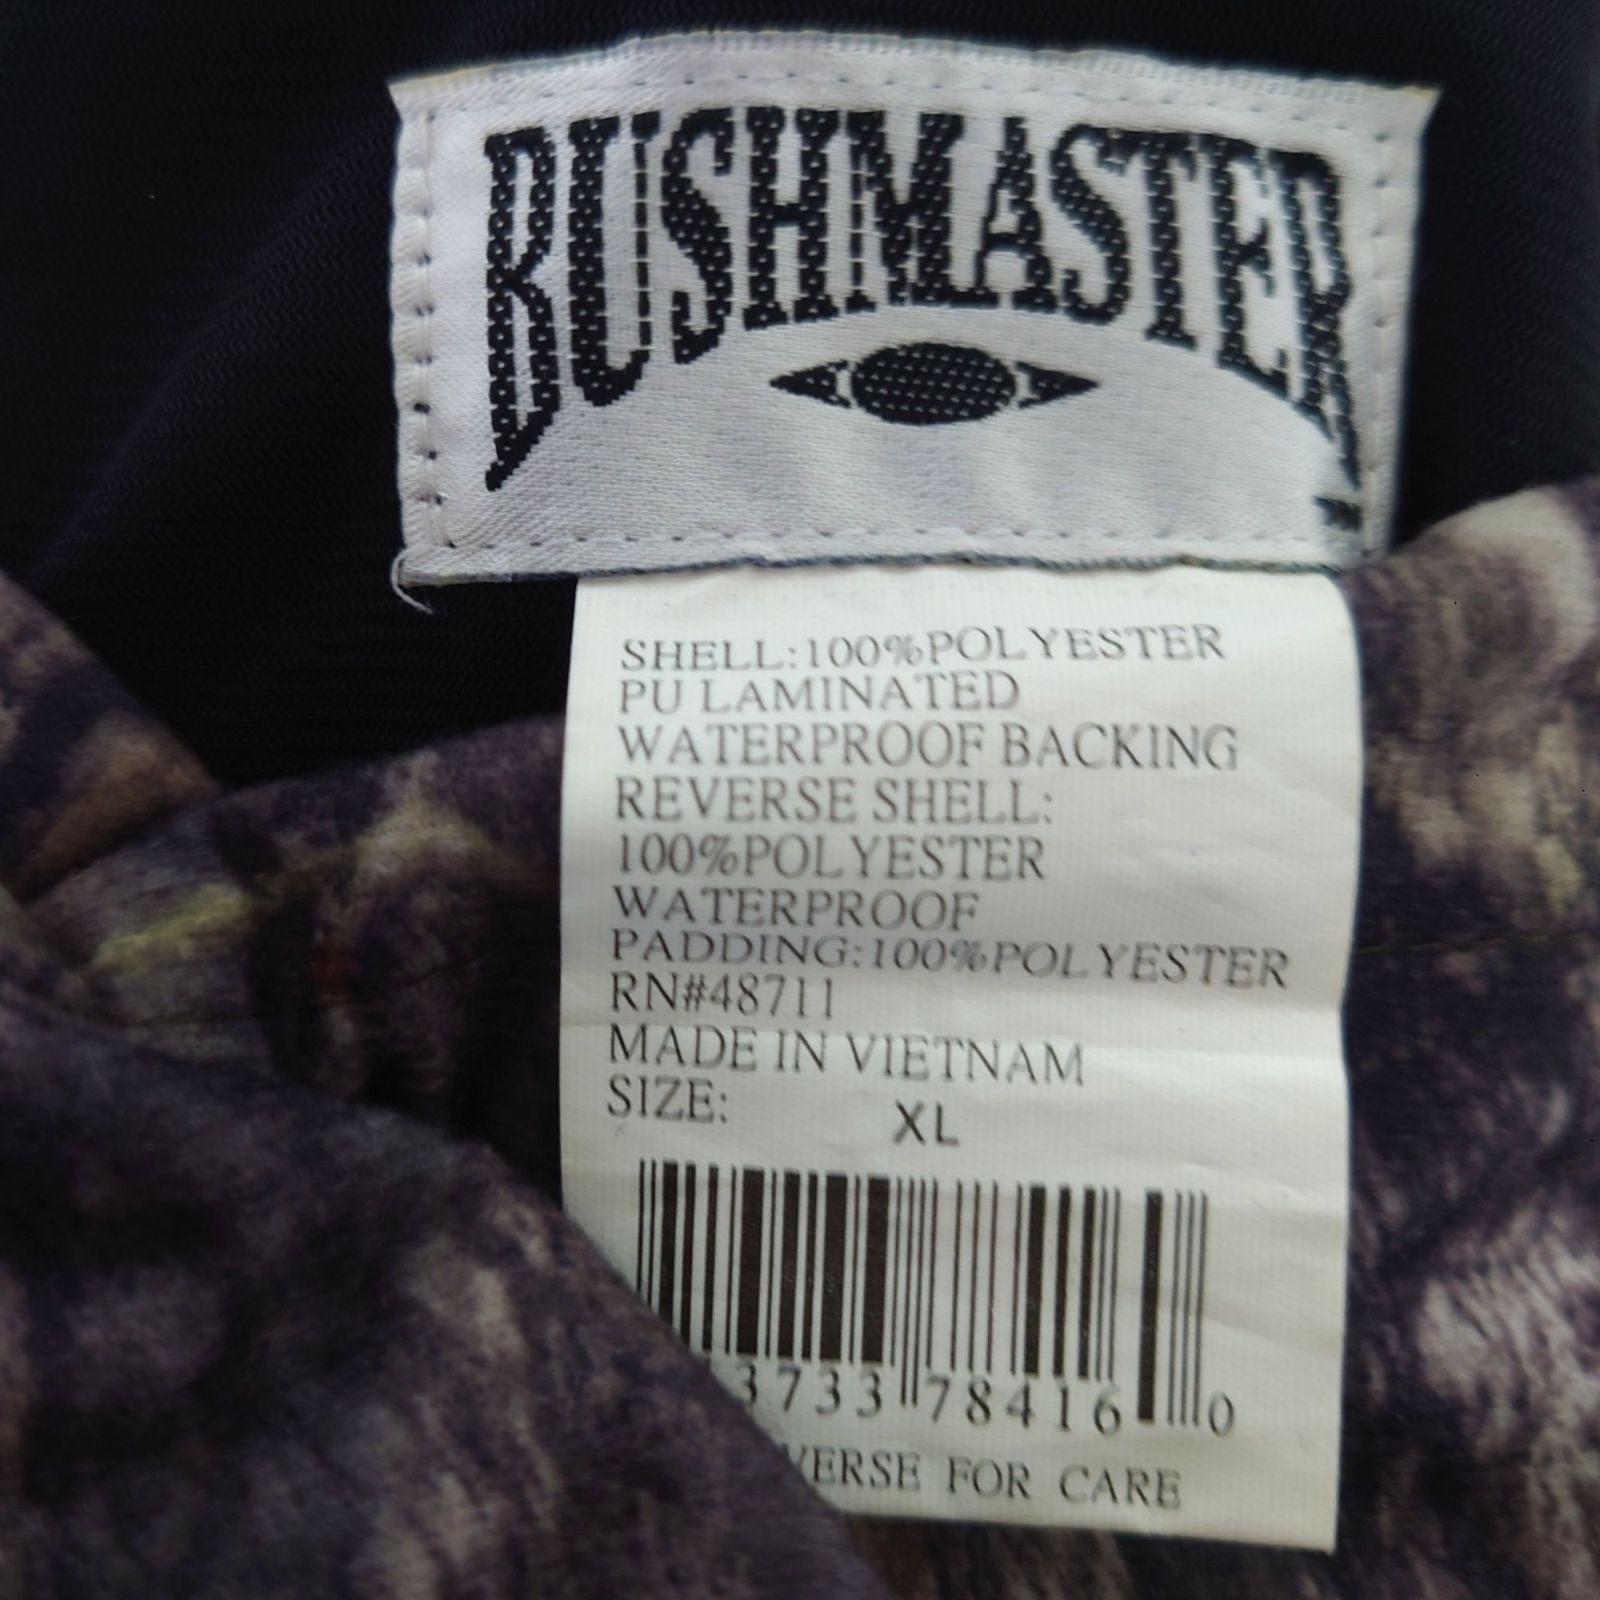 BUSHMASTER
TM
SHELL:100%POLYESTER
PU LAMINATED
WATERPROOF BACKING
REVERSE SHELL:
100%POLYESTER
WATERPROOF
PADDING:100%POLYESTER
RN#48711
MADE IN VIETNAM
SIZE: XL
3733 78416 0
FOR CARE